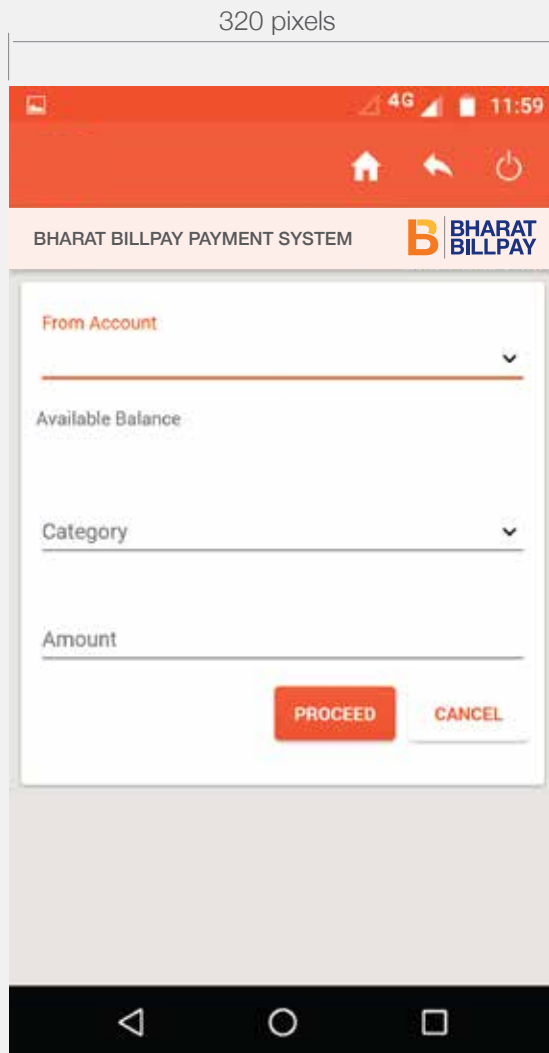 320 pixels
4G 11:59
BHARAT BILLPAY PAYMENT SYSTEM
BHARAT
BILLPAY
From Account
Available Balance
Category
Amount
PROCEED CANCEL